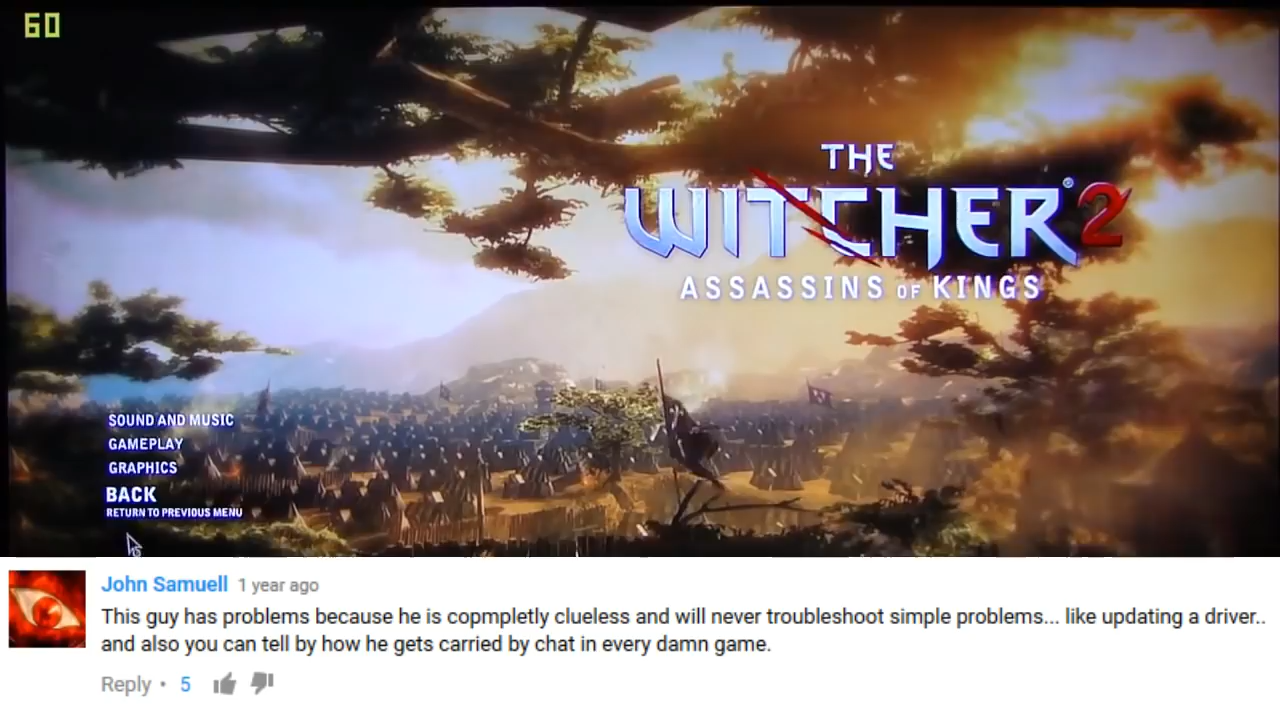 60
THE
WITCHER® 2
ASSASSINS OF KINGS
SOUND AND MUSIC
GAMEPLAY
GRAPHICS
BACK
RETURN TO PREVIOUS MENU
John Samuell 1 year ago
This guy has problems because he is copmpletly clueless and will never troubleshoot simple problems... like updating a driver..
and also you can tell by how he gets carried by chat in every damn game.
Reply • 5